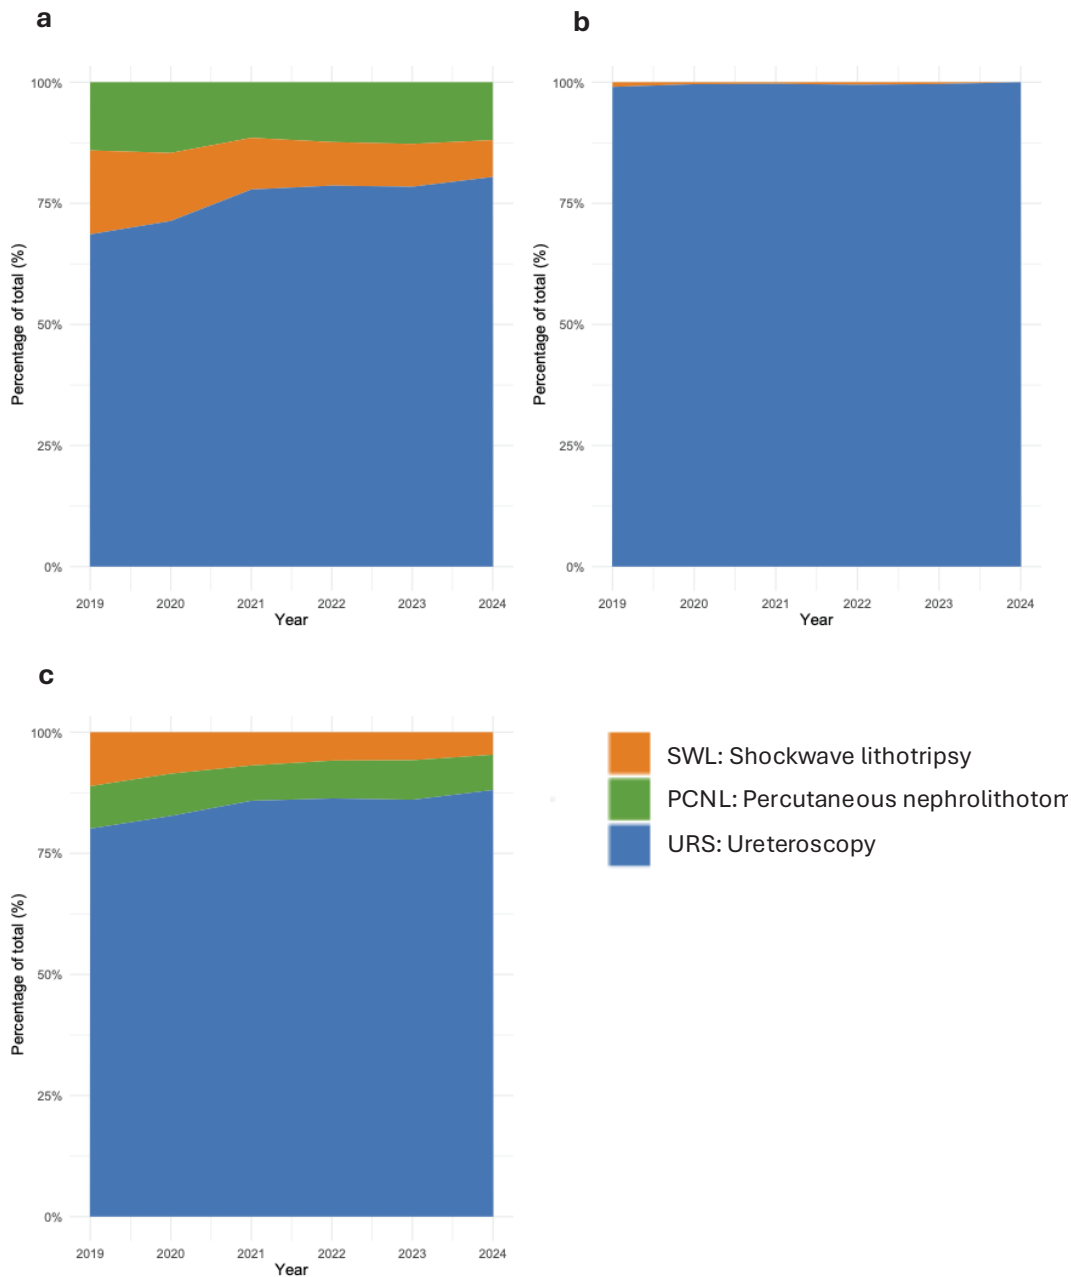 a
100%
75%
50%
25%
0%
Percentage of total (%)
2019 2020 2021 2022 2023 2024
Year
b
100%
75%
50%
25%
0%
Percentage of total (%)
2019 2020 2021 2022 2023 2024
Year
c
100%
75%
50%
25%
0%
Percentage of total (%)
2019 2020 2021 2022 2023 2024
Year
SWL: Shockwave lithotripsy
PCNL: Percutaneous nephrolithotom
URS: Ureteroscopy